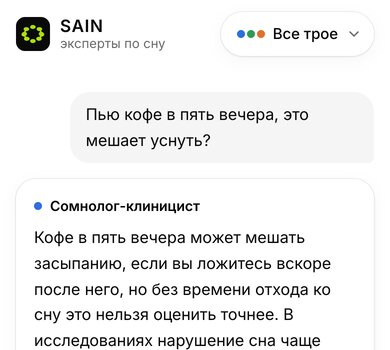 SAIN
эксперты по сну
Все трое
Пью кофе в пять вечера, это
мешает уснуть?
Сомнолог-клиницист
Кофе в пять вечера может мешать
засыпанию, если вы ложитесь вскоре
после него, но без времени отхода ко
сну это нельзя оценить точнее. В
исследованиях нарушение сна чаще